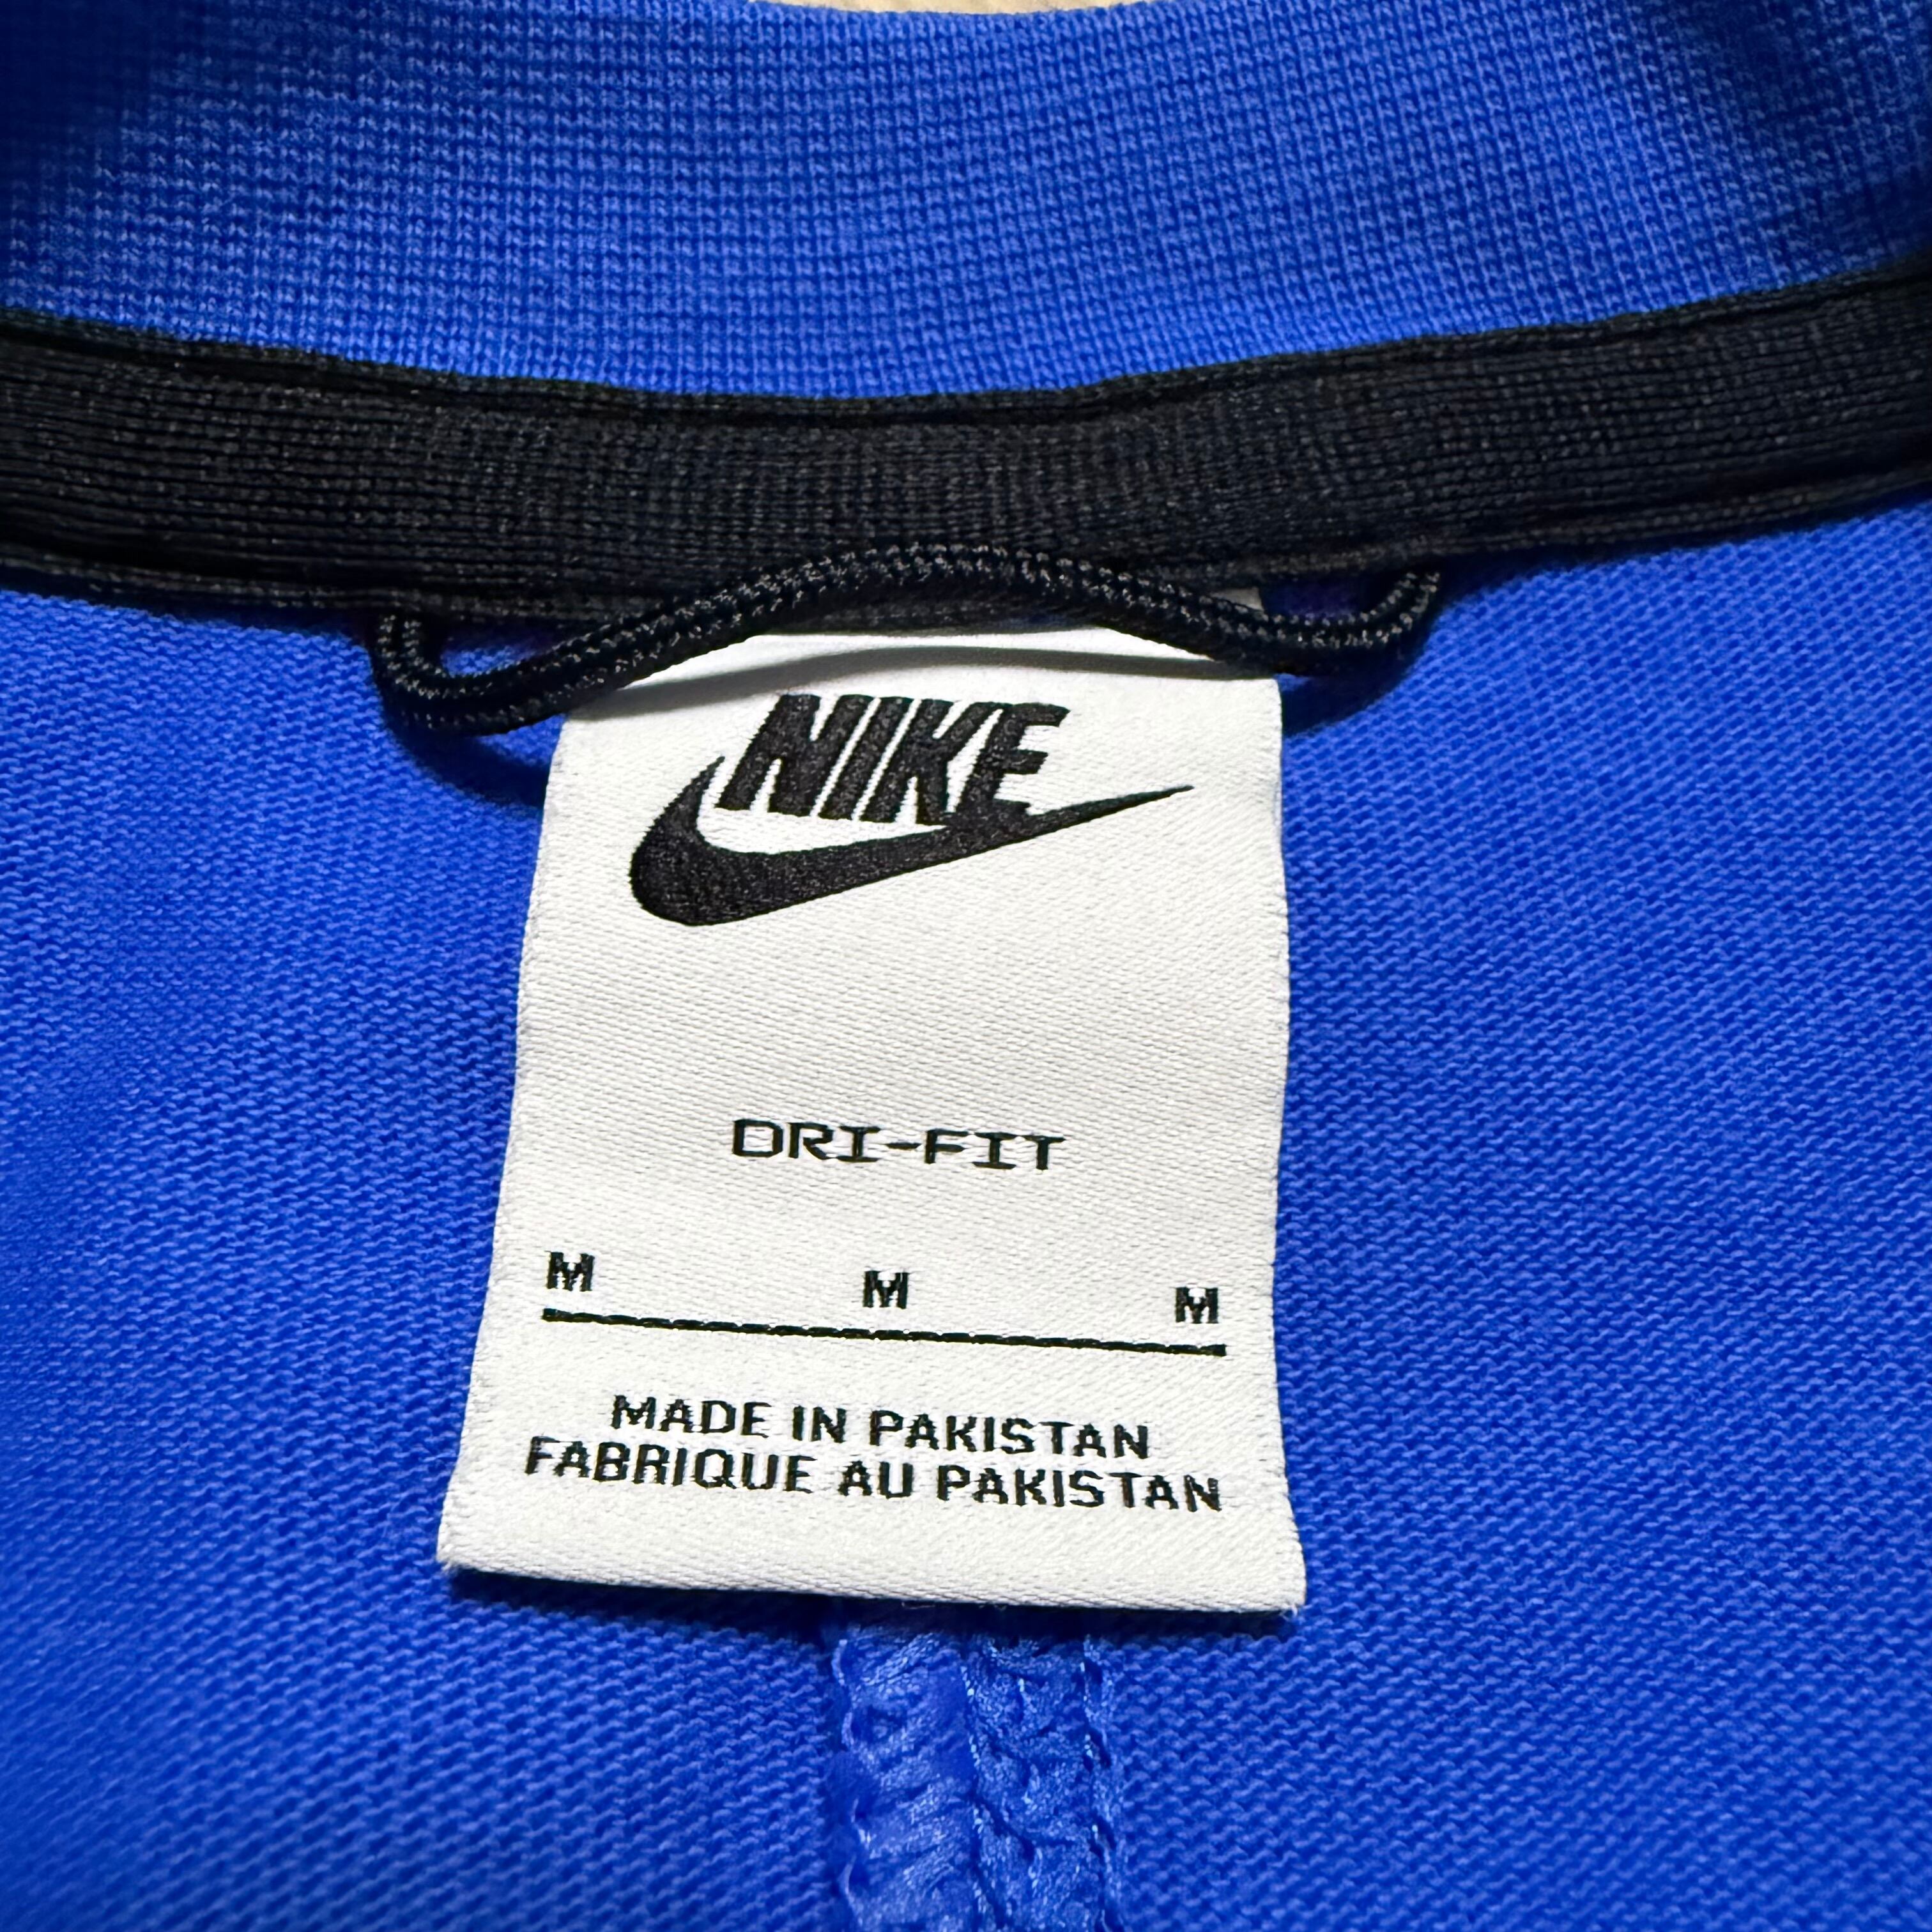 NIKE
DRI-FIT
M M M
MADE IN PAKISTAN
FABRIQUE AU PAKISTAN